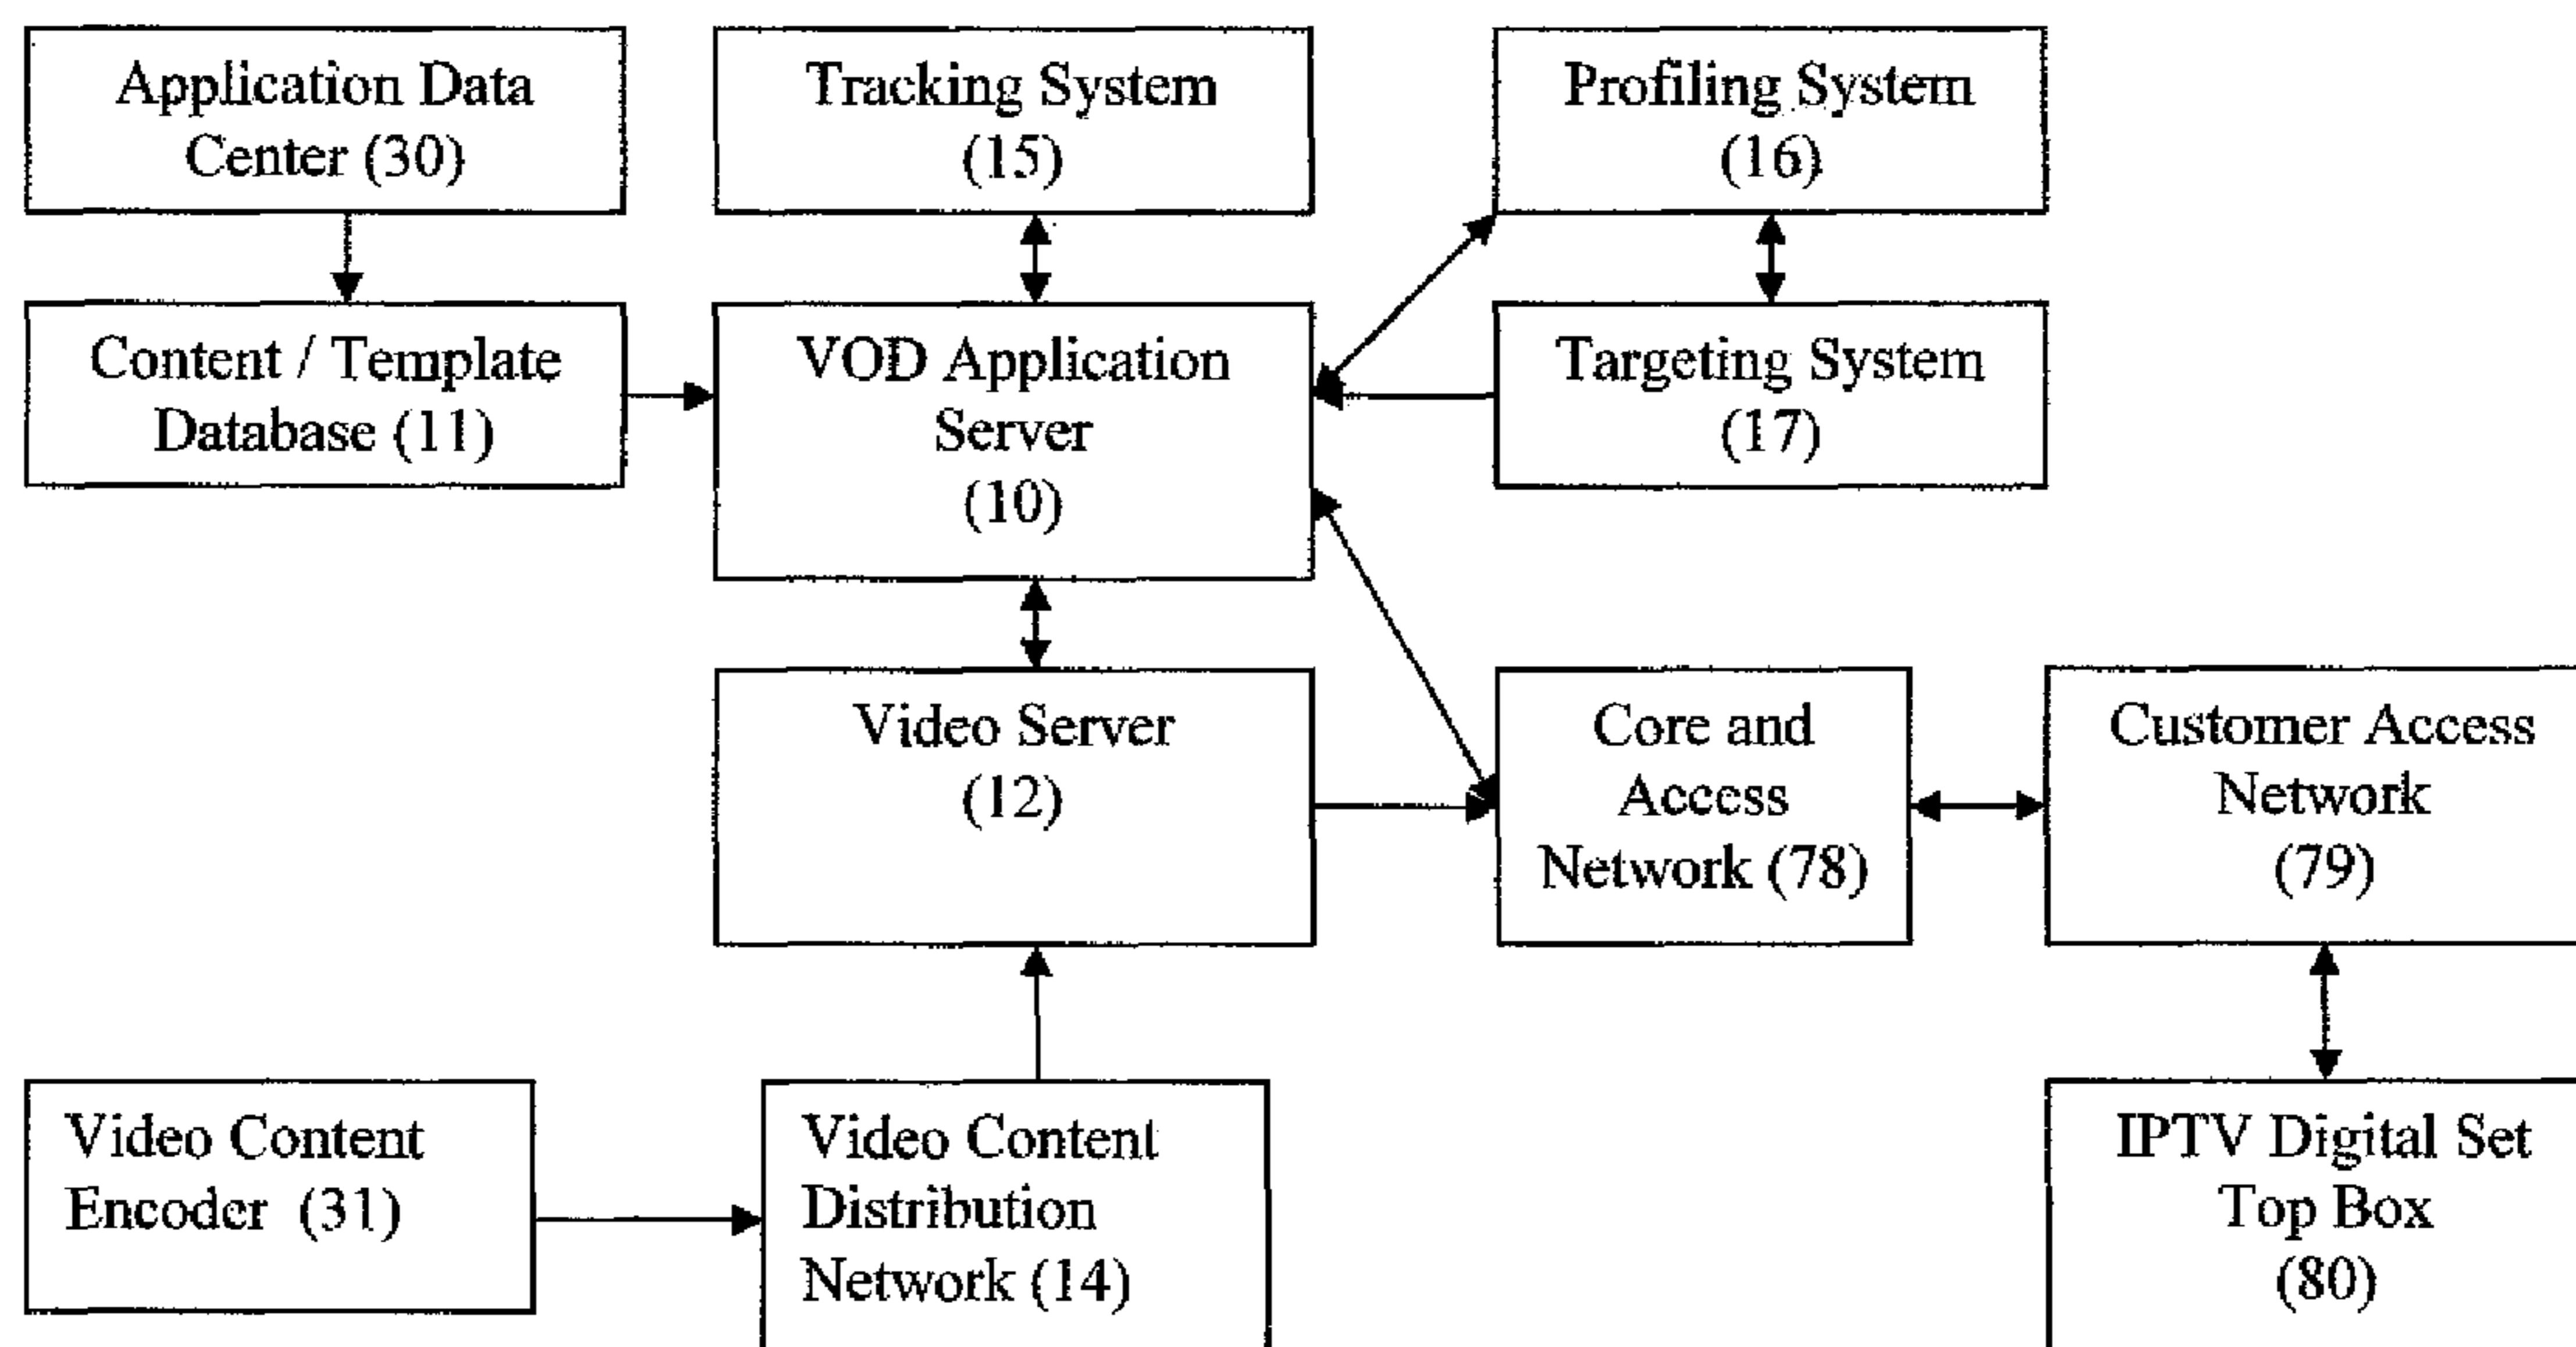 Application Data
Center (30)
Tracking System
(15)
Profiling System
(16)
Content / Template
Database (11)
VOD Application
Server
(10)
Targeting System
(17)
Video Server
(12)
Core and
Access
Network (78)
Customer Access
Network
(79)
Video Content
Encoder (31)
Video Content
Distribution
Network (14)
IPTV Digital Set
Top Box
(80)